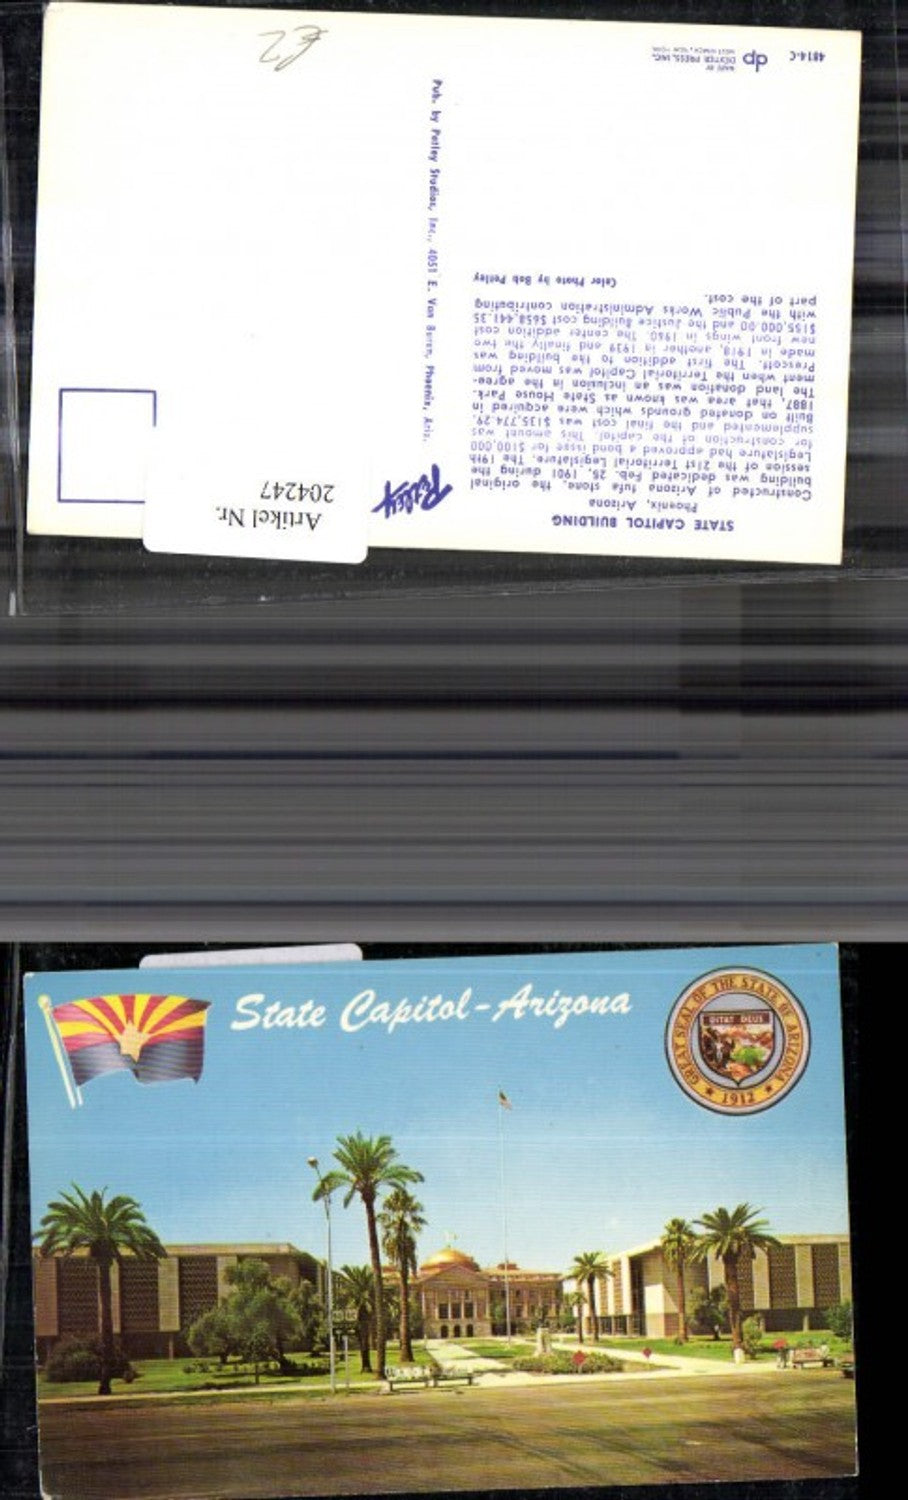 STATE CAPITOL BUILDING
Phoenix, Arizona
Constructed of Arizona tufa stone, the original
building was dedicated Feb. 25, 1901 during the
session of the 21st Territorial Legislature. The 19th
Legislature had approved a bond issue for $100,000
for construction of the capitol. This amount was
supplemented and the final cost was $135,774.29.
Built on donated grounds which were acquired in
1887, that area was known as State House Park.
The land donation was an inclusion in the agree-
ment when the Territorial Capitol was moved from
Prescott. The first addition to the building was
made in 1918, another in 1939 and finally the two
new front wings in 1960. The center addition cost
$155,000.00 and the Justice Building cost $658,441.35
with the Public Works Administration contributing
part of the cost.
Color Photo by Bob Petley
Petley
Pub. by Petley Studios, Inc., 4051 E. Van Buren, Phoenix, Ariz.
Artikel Nr.
204247
4814-C
dp
MADE BY
DEXTER PRESS, INC.
WEST NYACK, NEW YORK
£2
State Capitol-Arizona
GREAT SEAL OF THE STATE OF ARIZONA
DITAT DEUS
1912